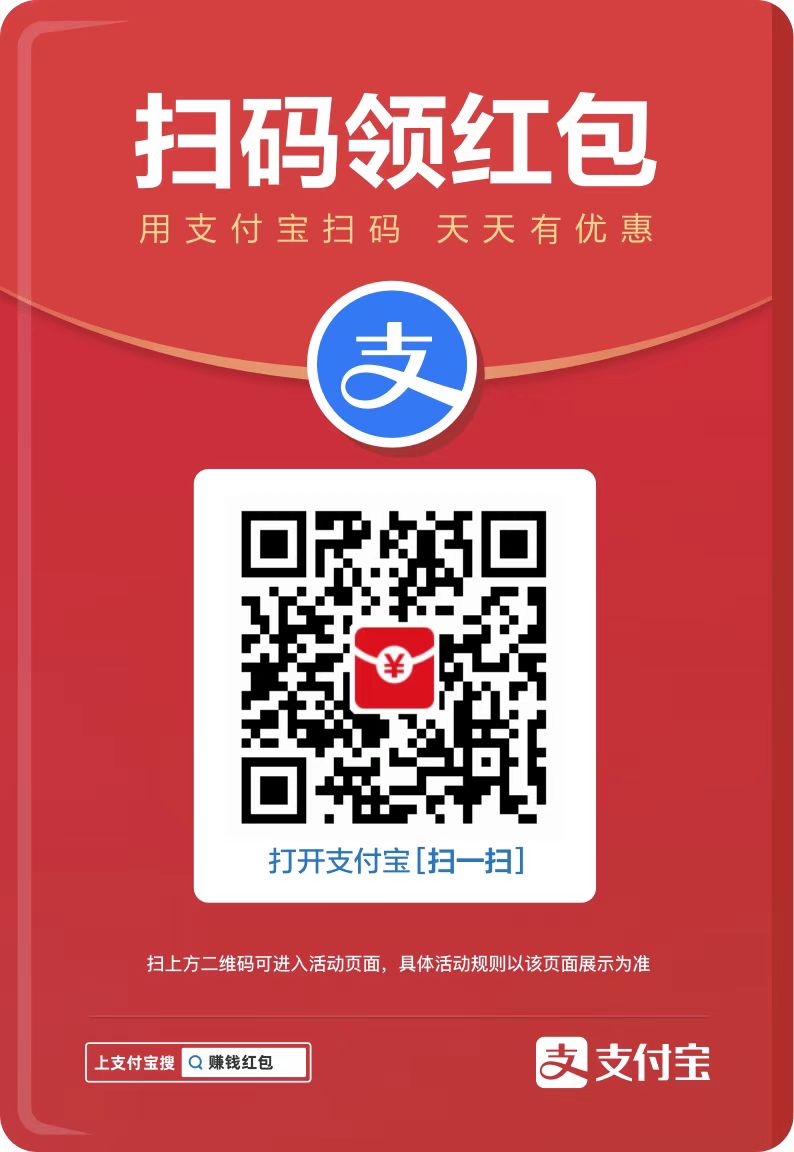 扫码领红包
用支付宝扫码 天天有优惠
支
¥
打开支付宝[扫一扫]
扫上方二维码可进入活动页面，具体活动规则以该页面展示为准
上支付宝搜 赚钱红包
支 支付宝